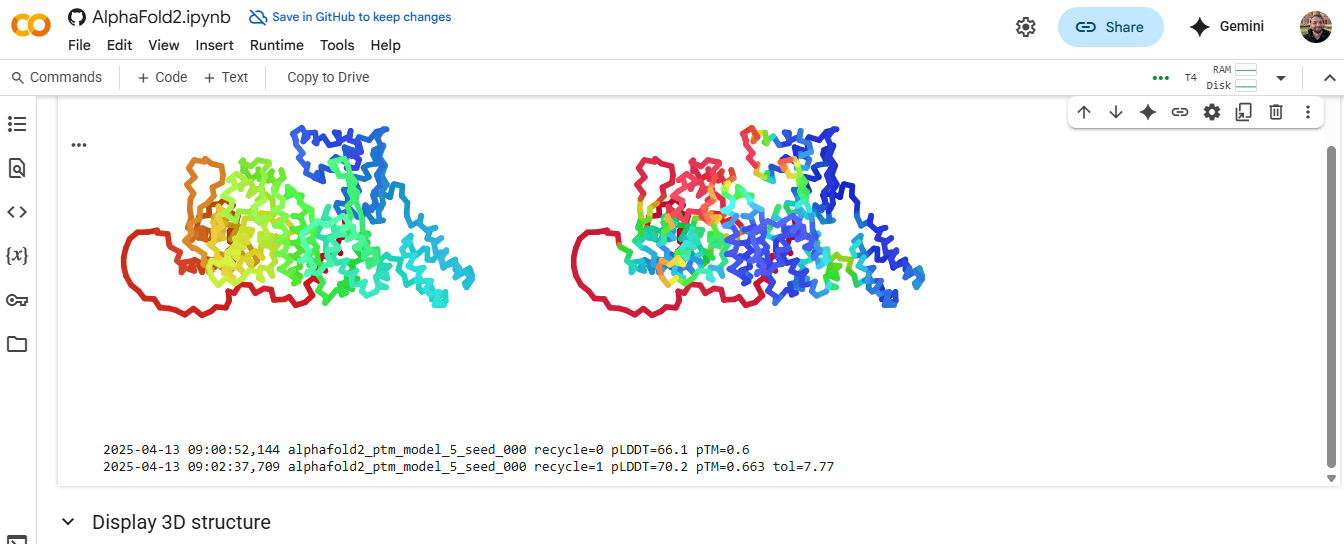 AlphaFold2.ipynb
Save in GitHub to keep changes
File Edit View Insert Runtime Tools Help
Share
Gemini
Commands
+ Code
+ Text
Copy to Drive
T4
RAM
Disk
{x}
2025-04-13 09:00:52,144 alphafold2_ptm_model_5_seed_000 recycle=0 pLDDT=66.1 pTM=0.6
2025-04-13 09:02:37,709 alphafold2_ptm_model_5_seed_000 recycle=1 pLDDT=70.2 pTM=0.663 tol=7.77
Display 3D structure